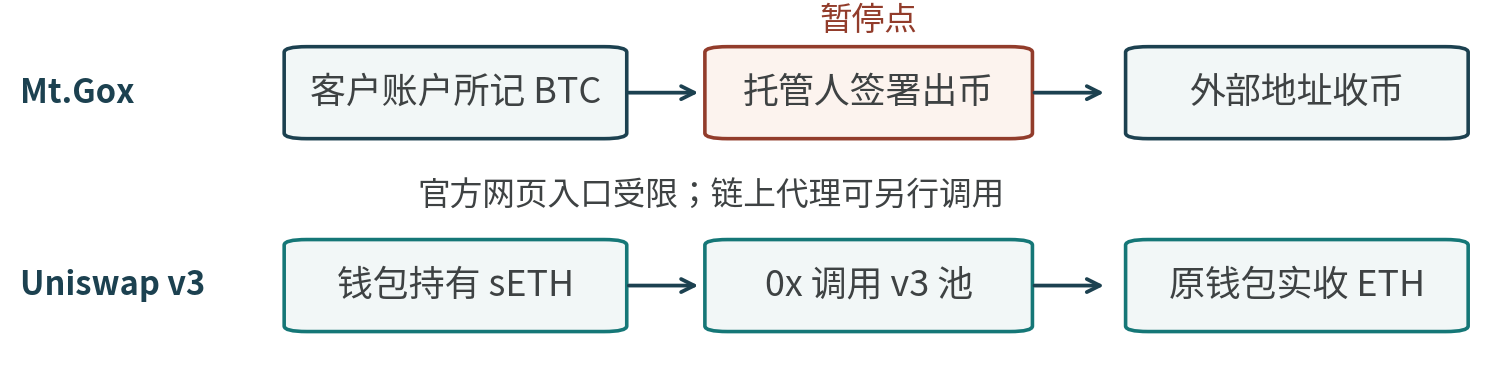 暂停点
Mt.Gox
客户账户所记 BTC
托管人签署出币
外部地址收币
官方网页入口受限；链上代理可另行调用
Uniswap v3
钱包持有 sETH
0x 调用 v3 池
原钱包实收 ETH